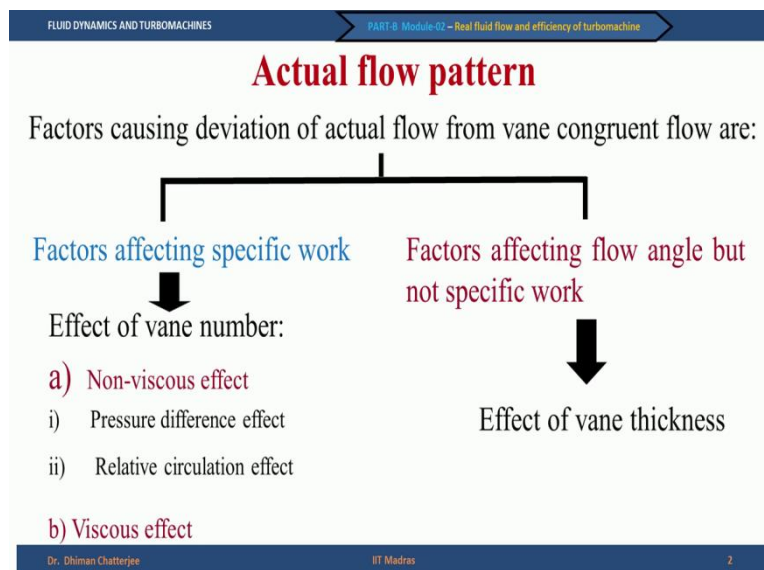 FLUID DYNAMICS AND TURBOMACHINES
PART-B Module-02 – Real fluid flow and efficiency of turbomachine
Actual flow pattern
Factors causing deviation of actual flow from vane congruent flow are:
Factors affecting specific work
Effect of vane number:
a) Non-viscous effect
i) Pressure difference effect
ii) Relative circulation effect
b) Viscous effect
Factors affecting flow angle but
not specific work
Effect of vane thickness
Dr. Dhiman Chatterjee
IIT Madras
2